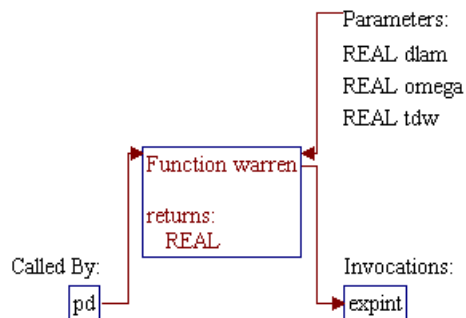 Parameters:
REAL dlam
REAL omega
REAL tdw
Function warren
returns:
REAL
Called By:
pd
Invocations:
expint